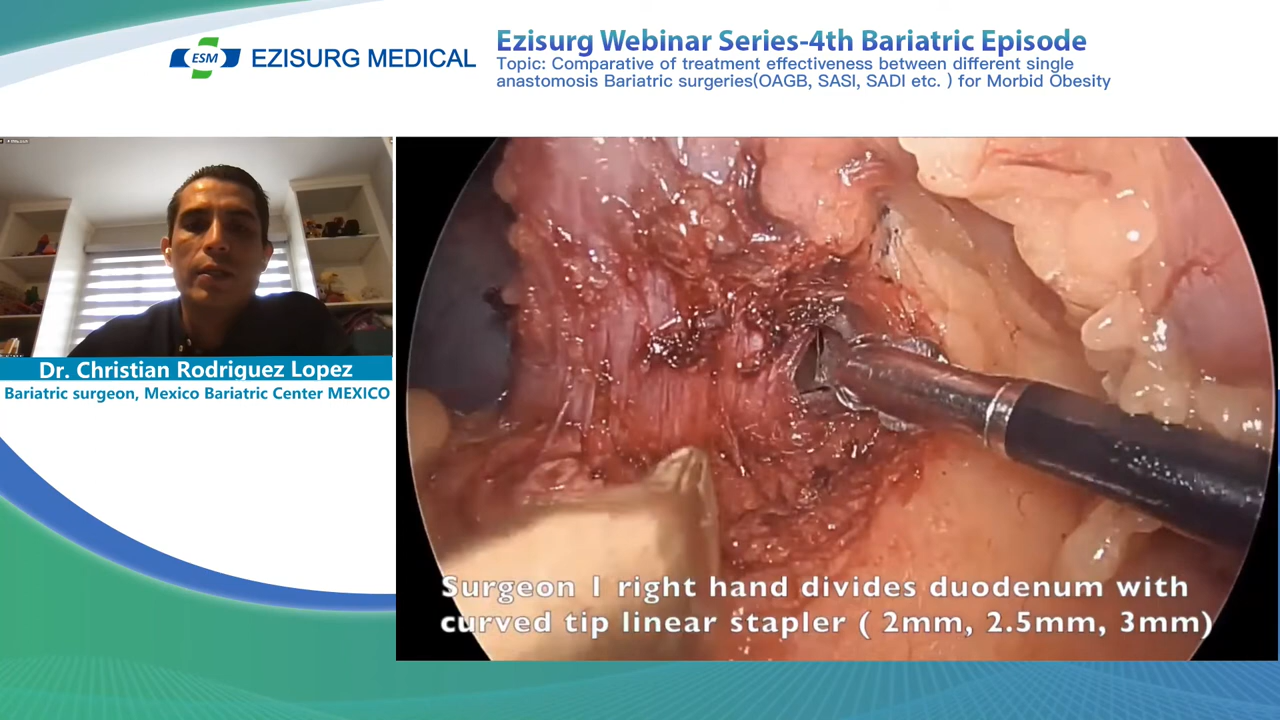 ESM
EZISURG MEDICAL
Ezisurg Webinar Series-4th Bariatric Episode
Topic: Comparative of treatment effectiveness between different single
anastomosis Bariatric surgeries(OAGB, SASI, SADI etc. ) for Morbid Obesity
Dr. Christian Rodriguez Lopez
Bariatric surgeon, Mexico Bariatric Center MEXICO
Surgeon 1 right hand divides duodenum with
curved tip linear stapler ( 2mm, 2.5mm, 3mm)